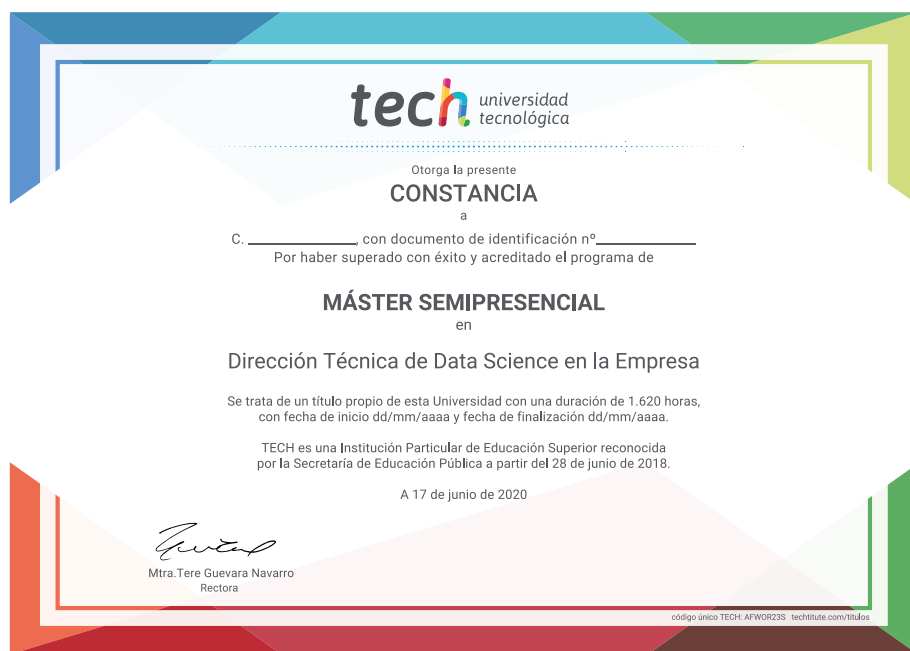 tech universidad
tecnológica
Otorga la presente
CONSTANCIA
a
C. ____________, con documento de identificación nº____________
Por haber superado con éxito y acreditado el programa de
MÁSTER SEMIPRESENCIAL
en
Dirección Técnica de Data Science en la Empresa
Se trata de un título propio de esta Universidad con una duración de 1.620 horas,
con fecha de inicio dd/mm/aaaa y fecha de finalización dd/mm/aaaa.
TECH es una Institución Particular de Educación Superior reconocida
por la Secretaría de Educación Pública a partir del 28 de junio de 2018.
A 17 de junio de 2020
Mtra.Tere Guevara Navarro
Rectora
código único TECH: AFWOR23S techtitute.com/titulos